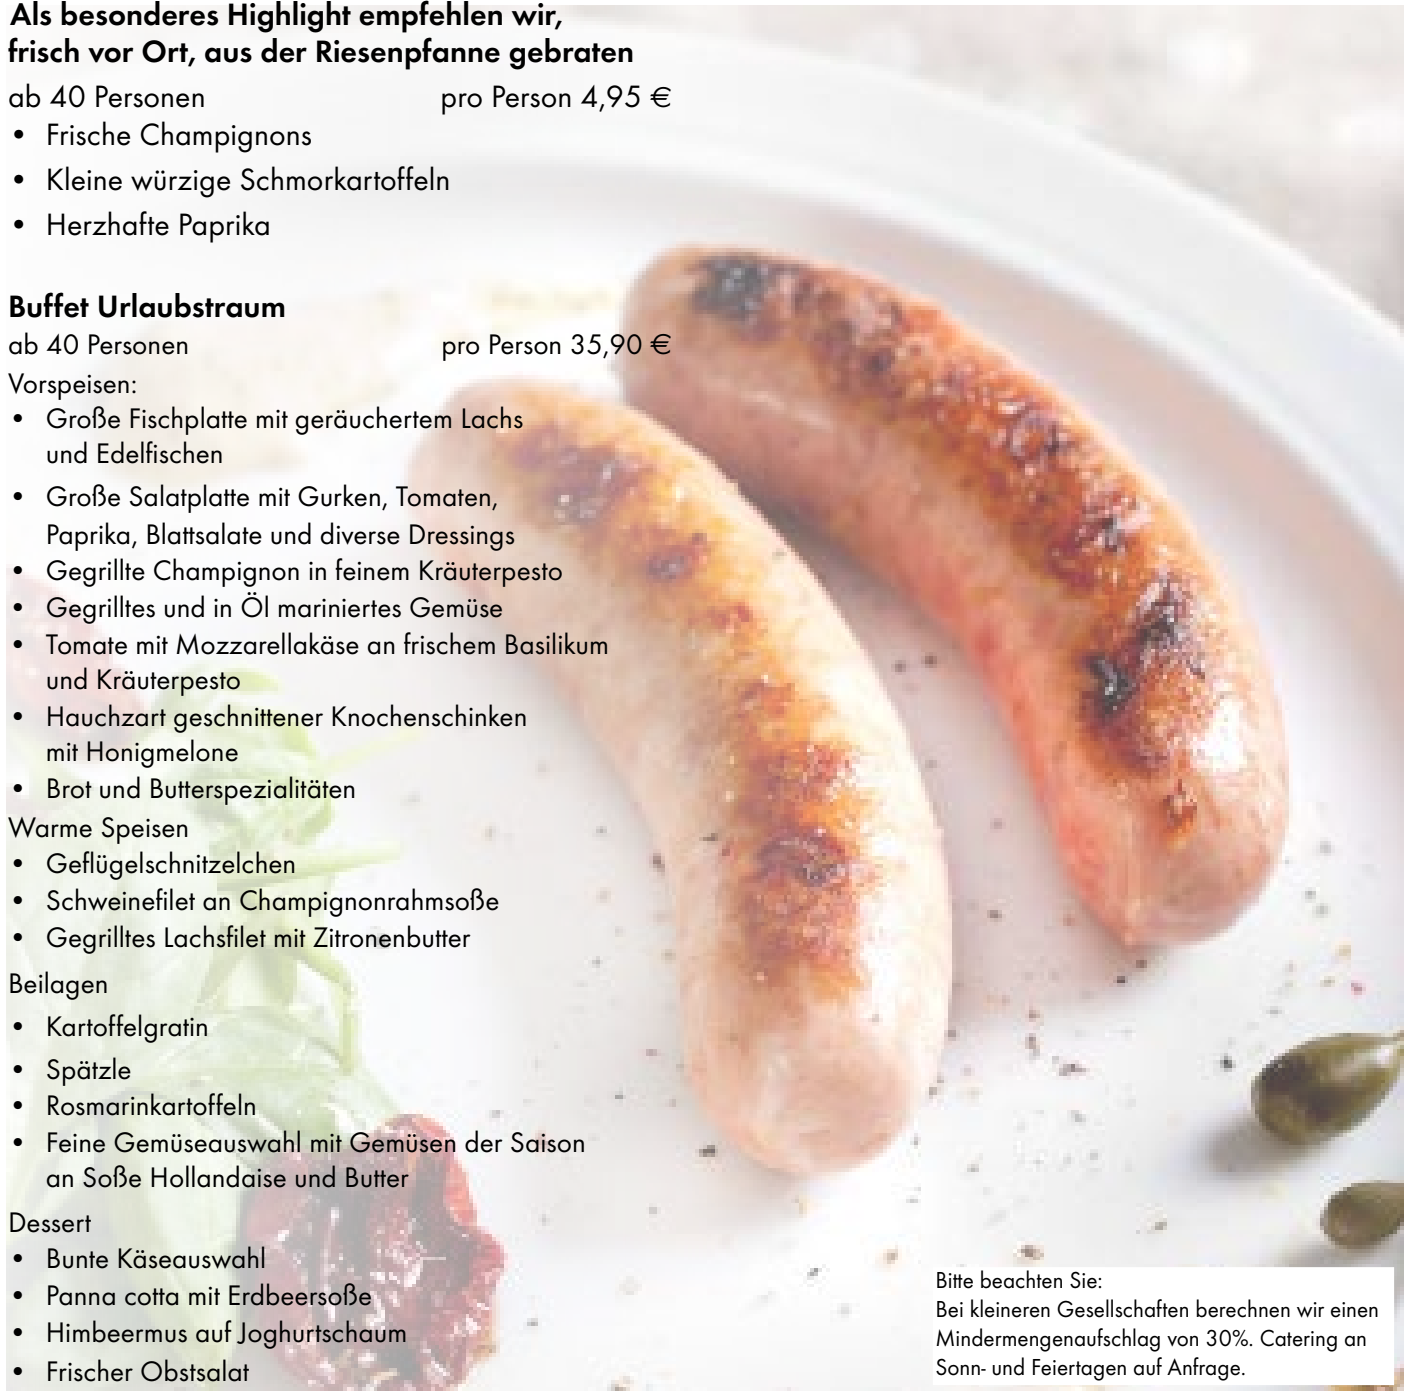 Als besonderes Highlight empfehlen wir,
frisch vor Ort, aus der Riesenpfanne gebraten
ab 40 Personen pro Person 4,95 €
• Frische Champignons
• Kleine würzige Schmorkartoffeln
• Herzhafte Paprika
Buffet Urlaubstraum
ab 40 Personen pro Person 35,90 €
Vorspeisen:
• Große Fischplatte mit geräuchertem Lachs
und Edelfischen
• Große Salatplatte mit Gurken, Tomaten,
Paprika, Blattsalate und diverse Dressings
• Gegrillte Champignon in feinem Kräuterpesto
• Gegrilltes und in Öl mariniertes Gemüse
• Tomate mit Mozzarellakäse an frischem Basilikum
und Kräuterpesto
• Hauchzart geschnittener Knochenschinken
mit Honigmelone
• Brot und Butterspezialitäten
Warme Speisen
• Geflügelschnitzelchen
• Schweinefilet an Champignonrahmsoße
• Gegrilltes Lachsfilet mit Zitronenbutter
Beilagen
• Kartoffelgratin
• Spätzle
• Rosmarinkartoffeln
• Feine Gemüseauswahl mit Gemüsen der Saison
an Soße Hollandaise und Butter
Dessert
• Bunte Käseauswahl
• Panna cotta mit Erdbeersoße
• Himbeermus auf Joghurtschaum
• Frischer Obstsalat
Bitte beachten Sie:
Bei kleineren Gesellschaften berechnen wir einen
Mindermengenaufschlag von 30%. Catering an
Sonn- und Feiertagen auf Anfrage.